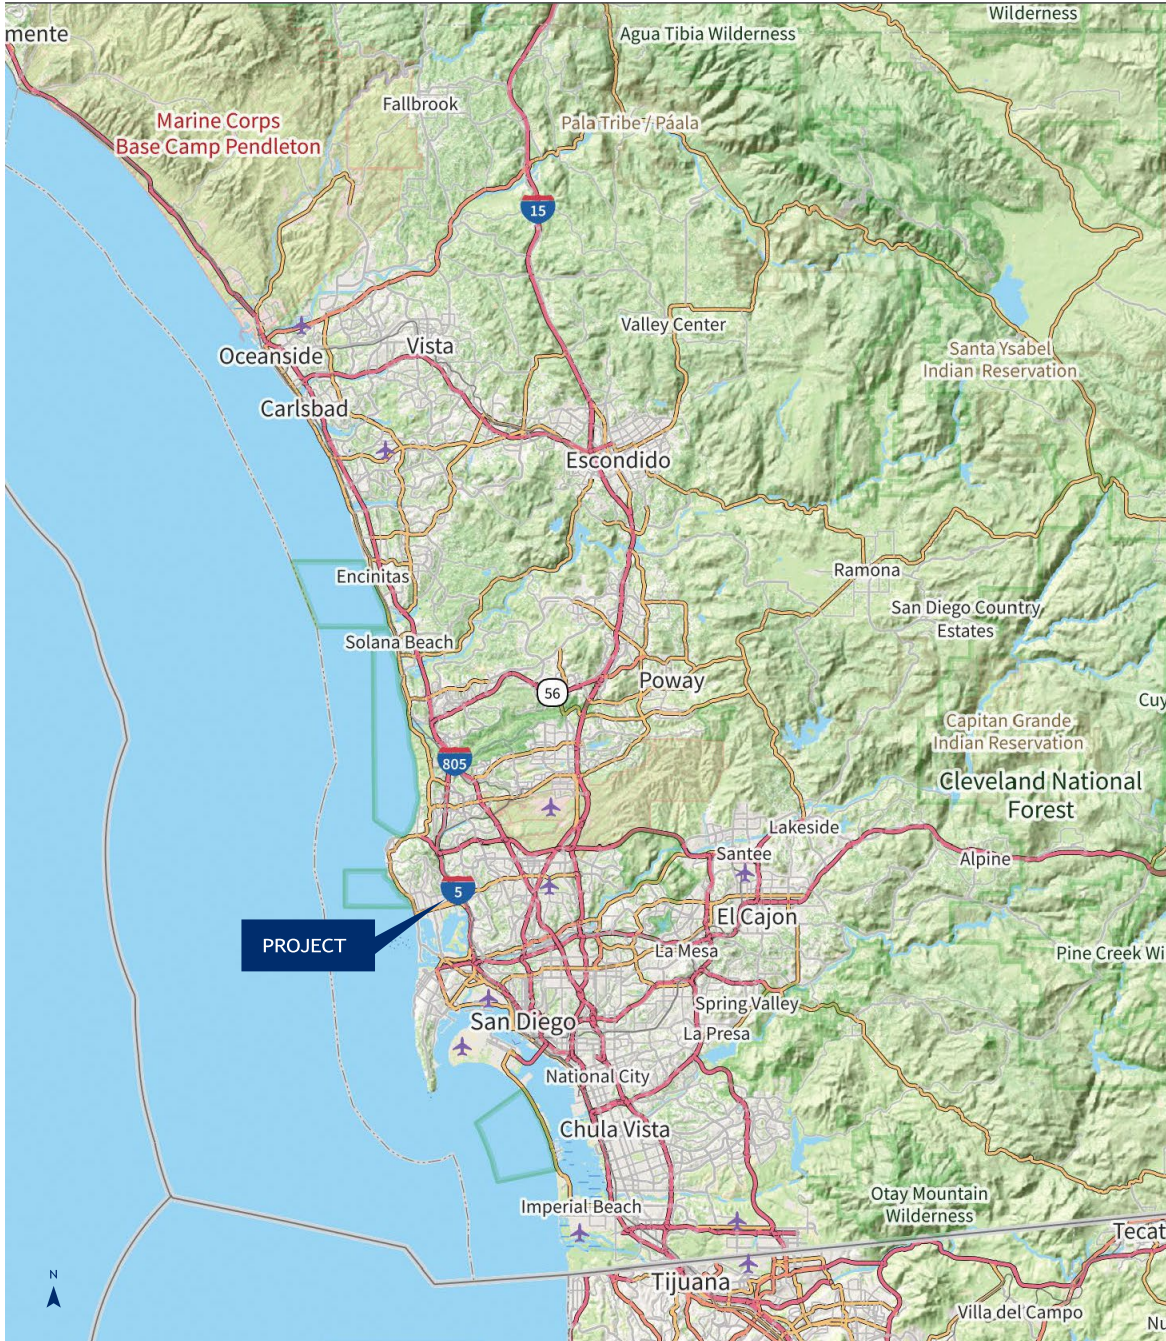 Wilderness
mente
Agua Tibia Wilderness
Fallbrook
Marine Corps
Base Camp Pendleton
Pala Tribe / Páala
15
Valley Center
Oceanside
Vista
Santa Ysabel
Indian Reservation
Carlsbad
Escondido
Encinitas
Ramona
San Diego Country
Estates
Solana Beach
Poway
56
Cuy
Capitan Grande
Indian Reservation
805
Cleveland National
Forest
Lakeside
Santee
Alpine
5
El Cajon
PROJECT
La Mesa
Pine Creek Wi
Spring Valley
San Diego
La Presa
National City
Chula Vista
Otay Mountain
Wilderness
Imperial Beach
Tecat
N
Tijuana
Villa del Campo
Nu